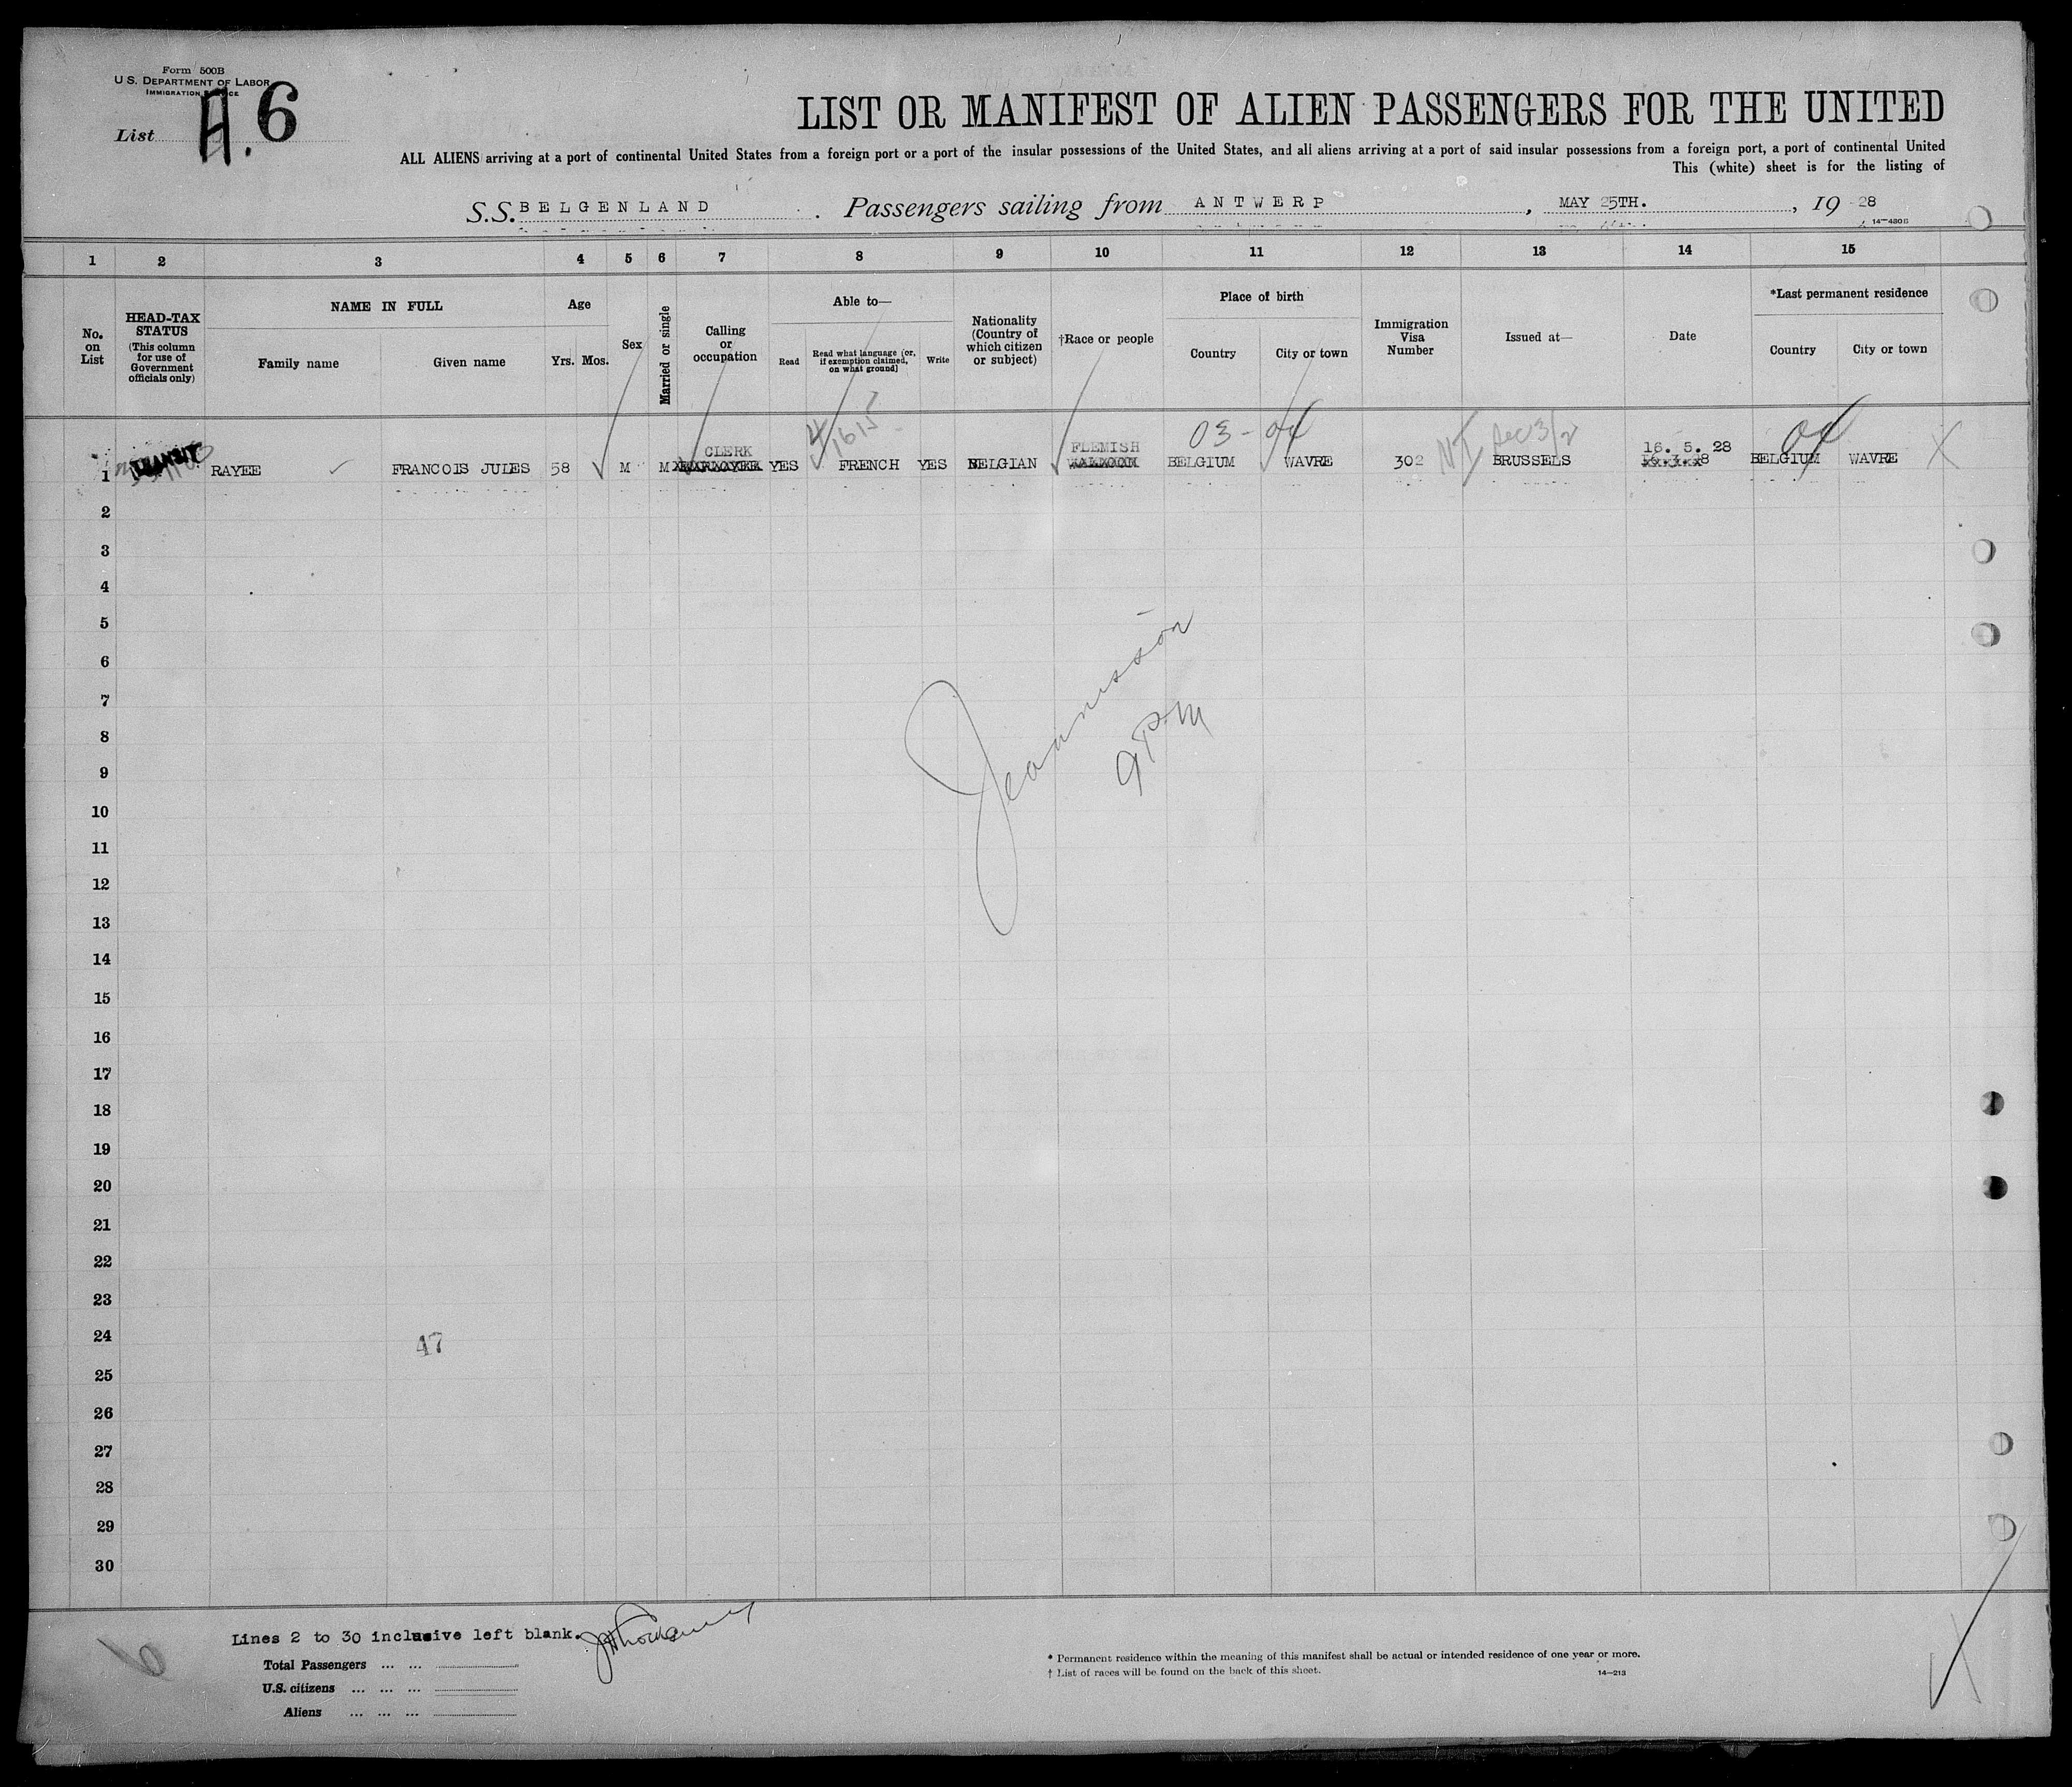 Form 500B
U.S. DEPARTMENT OF LABOR
IMMIGRATION SERVICE
List A. 6
LIST OR MANIFEST OF ALIEN PASSENGERS FOR THE UNITED
ALL ALIENS arriving at a port of continental United States from a foreign port or a port of the insular possessions of the United States, and all aliens arriving at a port of said insular possessions from a foreign port, a port of continental United
This (white) sheet is for the listing of
S.S. BELGENLAND. Passengers sailing from ANTWERP, MAY 25TH., 1928
14—430B
1 2 3 4 5 6 7 8 9 10 11 12 13 14 15
No. on List
HEAD-TAX STATUS (This column for use of Government officials only)
NAME IN FULL
Family name
Given name
Age
Yrs. Mos.
Sex
Married or single
Calling or occupation
Able to—
Read
Read what language [or, if exemption claimed, on what ground]
Write
Nationality (Country of which citizen or subject)
†Race or people
Place of birth
Country
City or town
Immigration Visa Number
Issued at—
Date
*Last permanent residence
Country
City or town
4/1615 03-04 NI Sec 3/2 04 X
CLERK FLEMISH 16. 5. 28
1 TRANSIT RAYEE FRANCOIS JULES 58 M M YES FRENCH YES BELGIAN BELGIUM WAVRE 302 BRUSSELS BELGIUM WAVRE
2
3
4
5
6
7
8
9
10
11
12
13
14
15
16
17
18
19
20
21
22
23
24
25
26
27
28
29
30
9 P.M
47
Lines 2 to 30 inclusive left blank.
Total Passengers ... ...
U.S. citizens ... ... ...
Aliens ... ... ...
* Permanent residence within the meaning of this manifest shall be actual or intended residence of one year or more.
† List of races will be found on the back of this sheet.
14—213
6